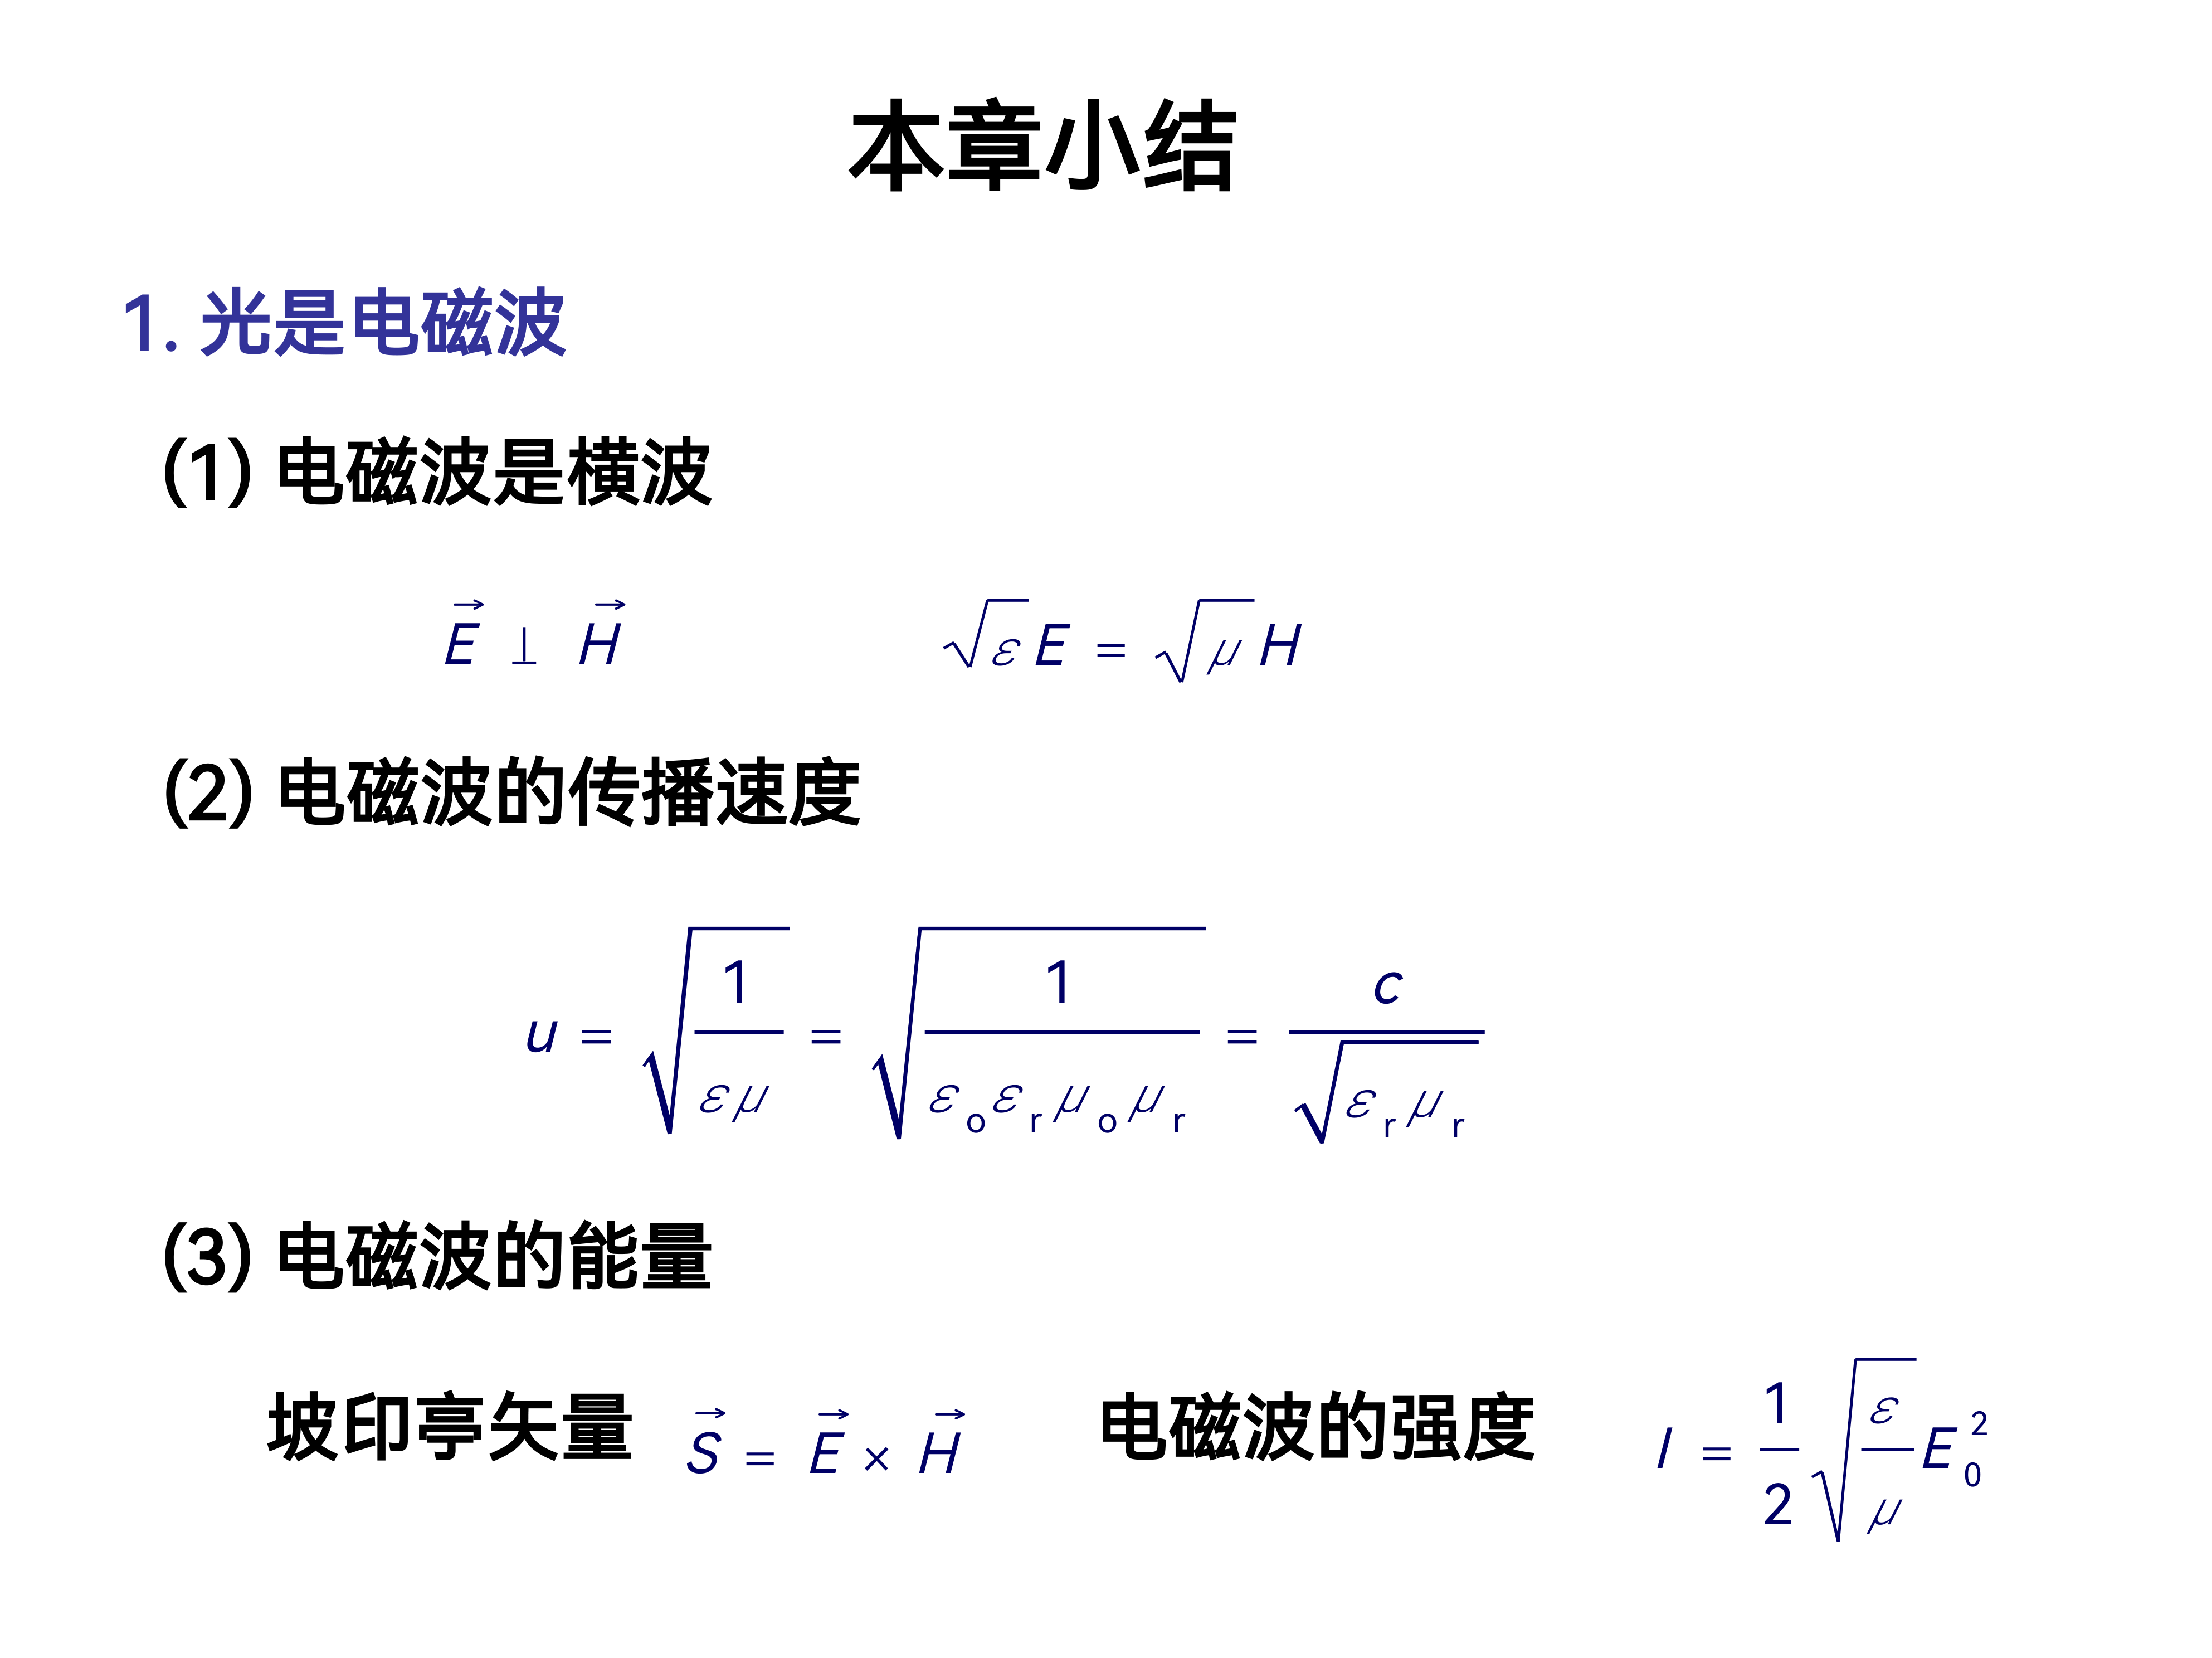 本章小结
1. 光是电磁波
(1) 电磁波是横波
$\vec{E} \perp \vec{H}$  $\sqrt{\varepsilon}E = \sqrt{\mu}H$
(2) 电磁波的传播速度
$u = \sqrt{\frac{1}{\varepsilon\mu}} = \sqrt{\frac{1}{\varepsilon_o\varepsilon_r\mu_o\mu_r}} = \frac{c}{\sqrt{\varepsilon_r\mu_r}}$
(3) 电磁波的能量
坡印亭矢量 $\vec{S} = \vec{E} \times \vec{H}$  电磁波的强度 $I = \frac{1}{2}\sqrt{\frac{\varepsilon}{\mu}}E_0^2$